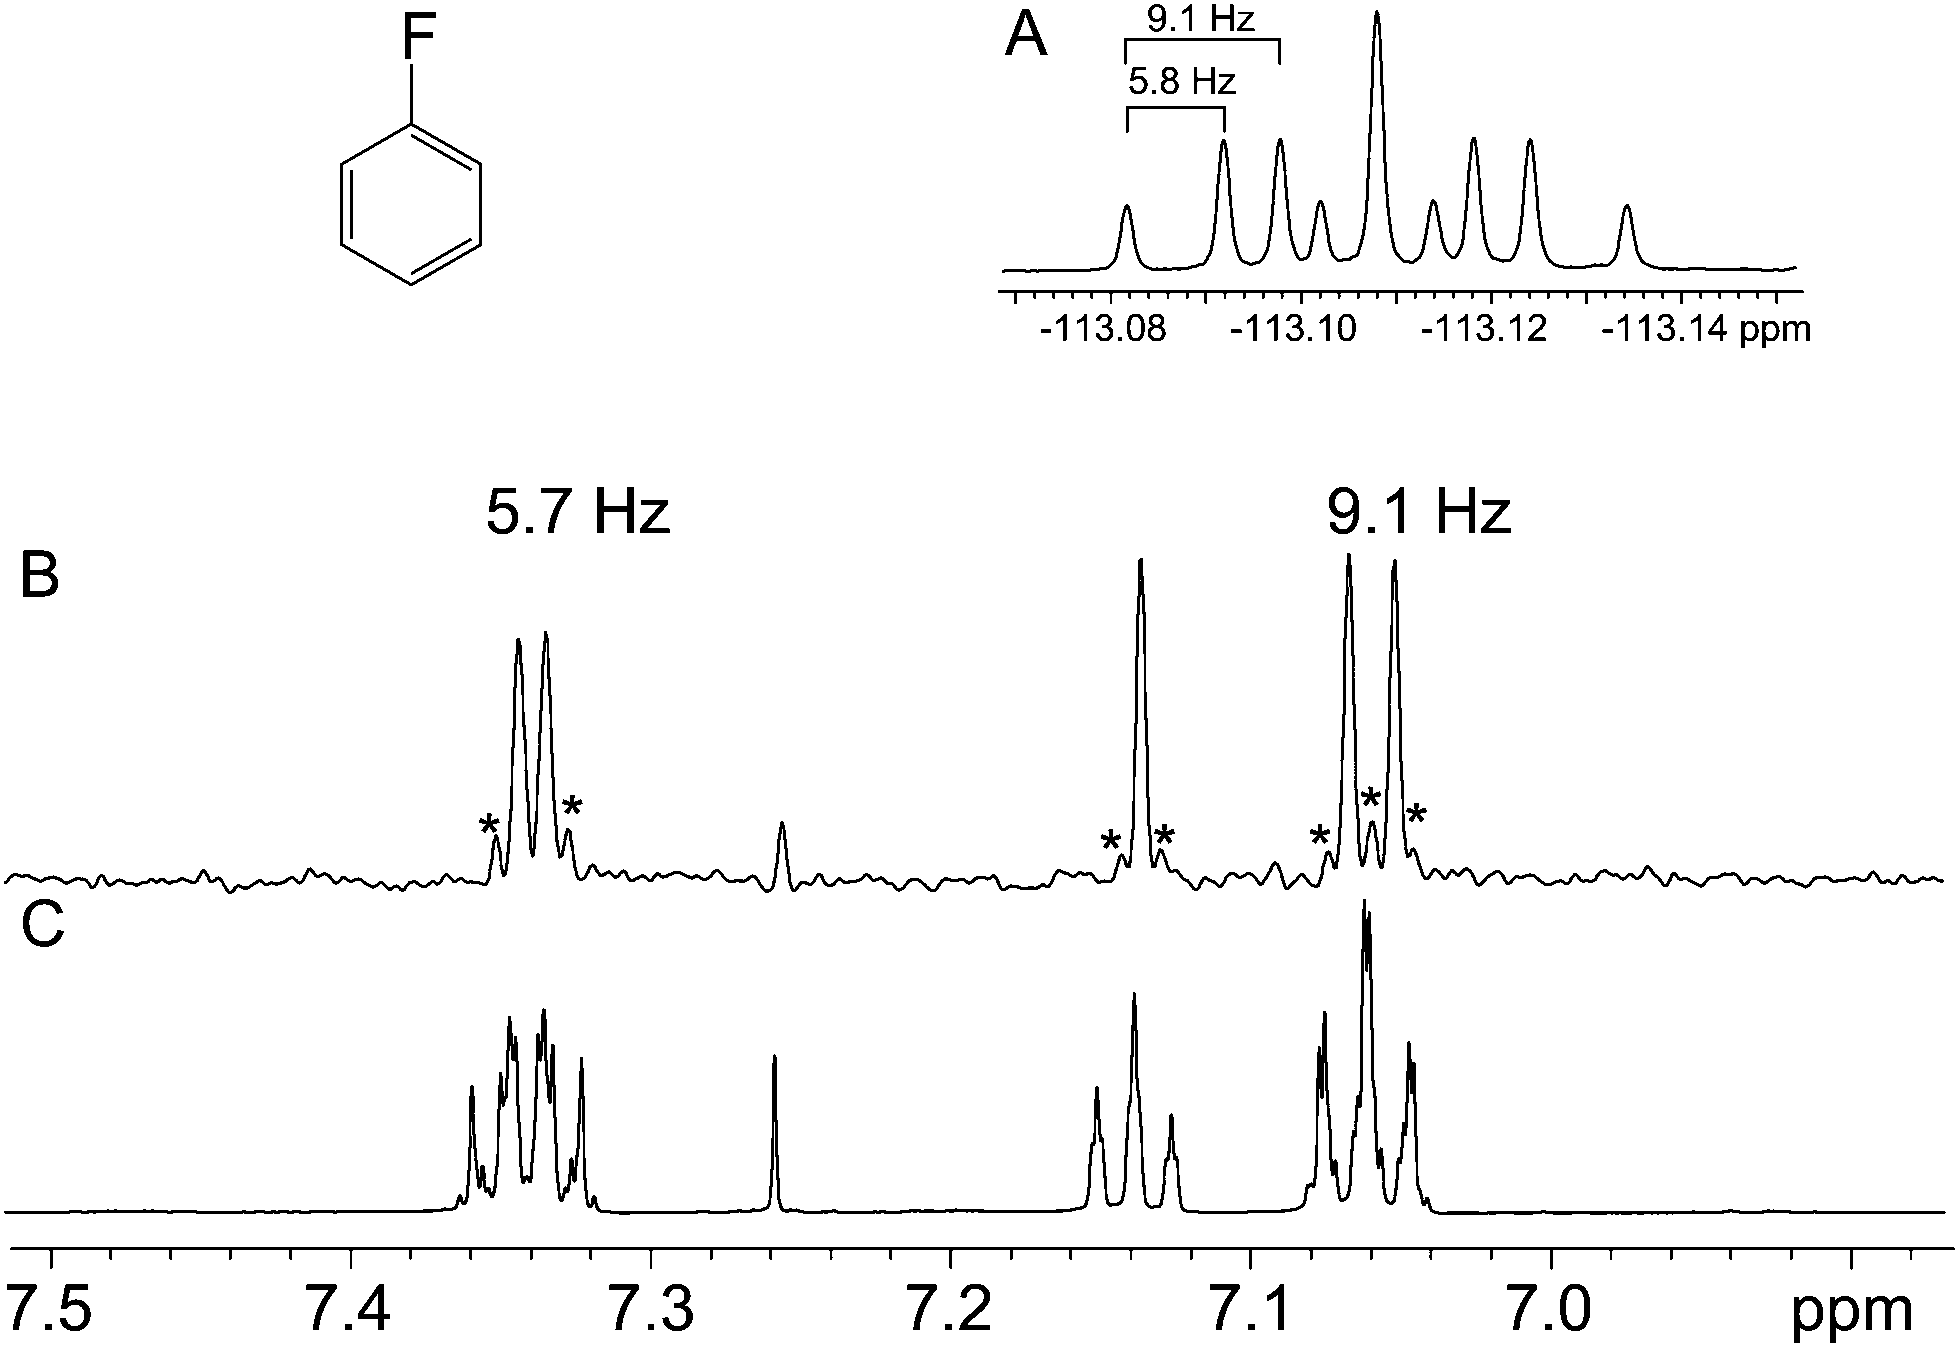 F
A
9.1 Hz
5.8 Hz
-113.08 -113.10 -113.12 -113.14 ppm
5.7 Hz 9.1 Hz
B
* * * * * * *
C
7.5 7.4 7.3 7.2 7.1 7.0 ppm